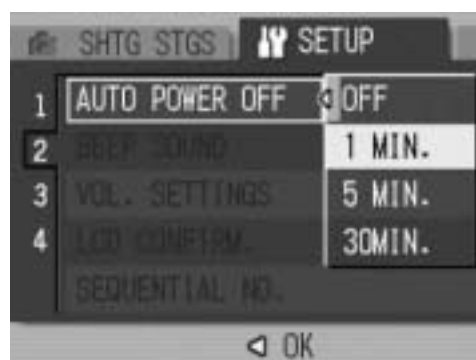 SHTG STGS SETUP
1 AUTO POWER OFF OFF
2 BEEP SOUND 1 MIN.
3 VOL. SETTINGS 5 MIN.
4 LCD CONFIRM. 30MIN.
SEQUENTIAL NO.
OK